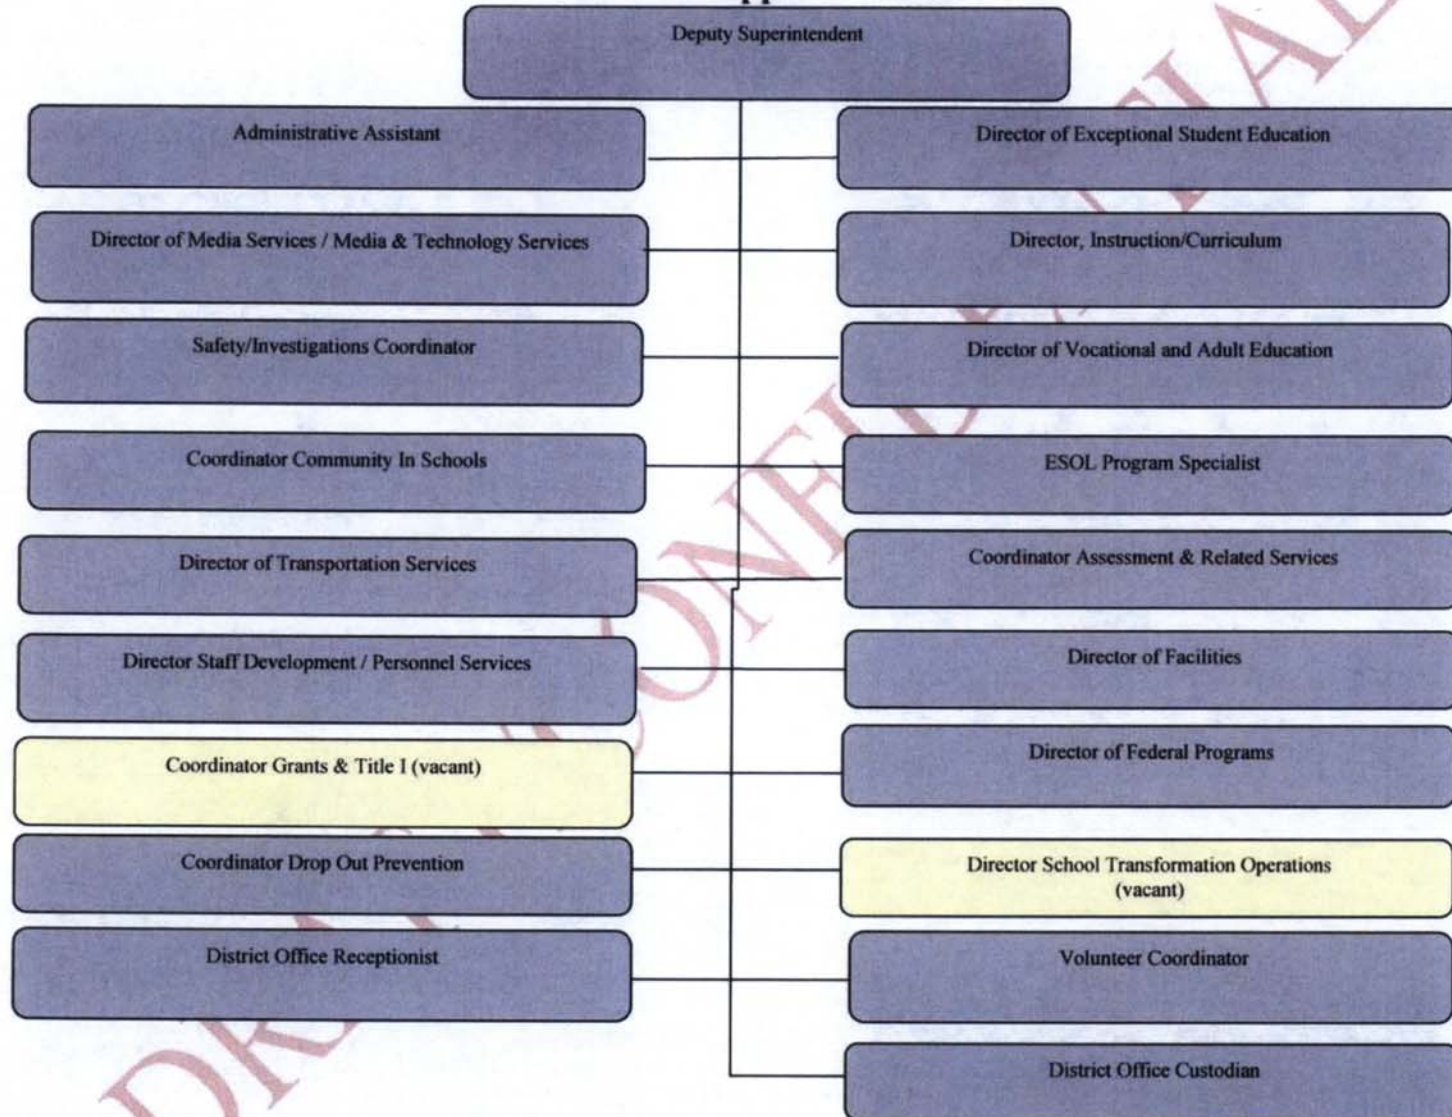 Deputy Superintendent
Administrative Assistant
Director of Exceptional Student Education
Director of Media Services / Media & Technology Services
Director, Instruction/Curriculum
Safety/Investigations Coordinator
Director of Vocational and Adult Education
Coordinator Community In Schools
ESOL Program Specialist
Director of Transportation Services
Coordinator Assessment & Related Services
Director Staff Development / Personnel Services
Director of Facilities
Coordinator Grants & Title I (vacant)
Director of Federal Programs
Coordinator Drop Out Prevention
Director School Transformation Operations
(vacant)
District Office Receptionist
Volunteer Coordinator
District Office Custodian